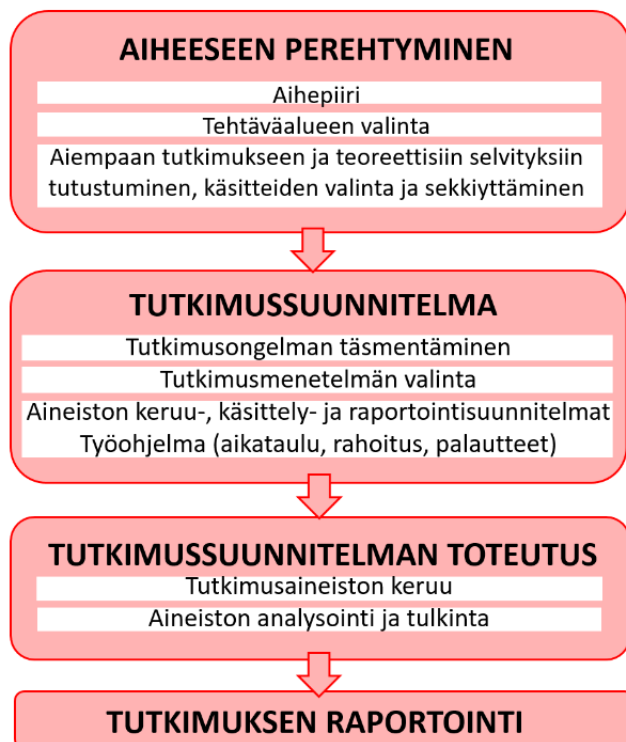 AIHEESEEN PEREHTYMINEN
Aihepiiri
Tehtäväalueen valinta
Aiempaan tutkimukseen ja teoreettisiin selvityksiin
tutustuminen, käsitteiden valinta ja sekkiyttäminen
TUTKIMUSSUUNNITELMA
Tutkimusongelman täsmentäminen
Tutkimusmenetelmän valinta
Aineiston keruu-, käsittely- ja raportointisuunnitelmat
Työohjelma (aikataulu, rahoitus, palautteet)
TUTKIMUSSUUNNITELMAN TOTEUTUS
Tutkimusaineiston keruu
Aineiston analysointi ja tulkinta
TUTKIMUKSEN RAPORTOINTI